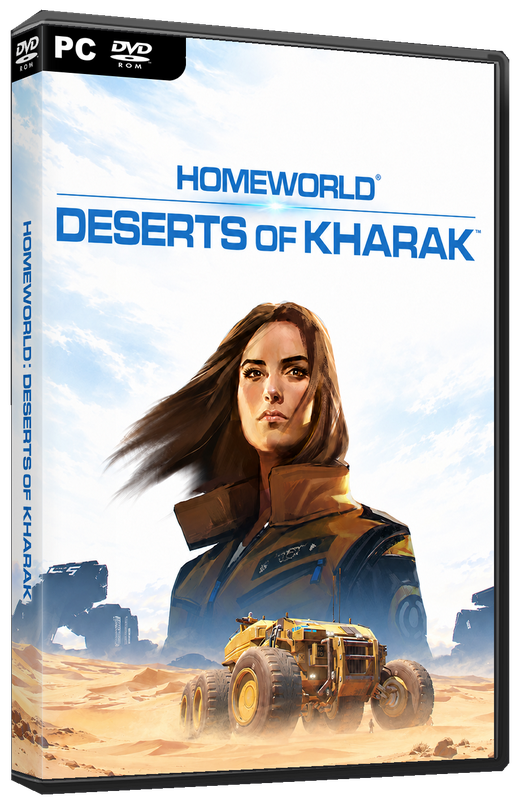 DVD
ROM
PC DVD
ROM
HOMEWORLD®
DESERTS OF KHARAK™
HOMEWORLD: DESERTS OF KHARAK